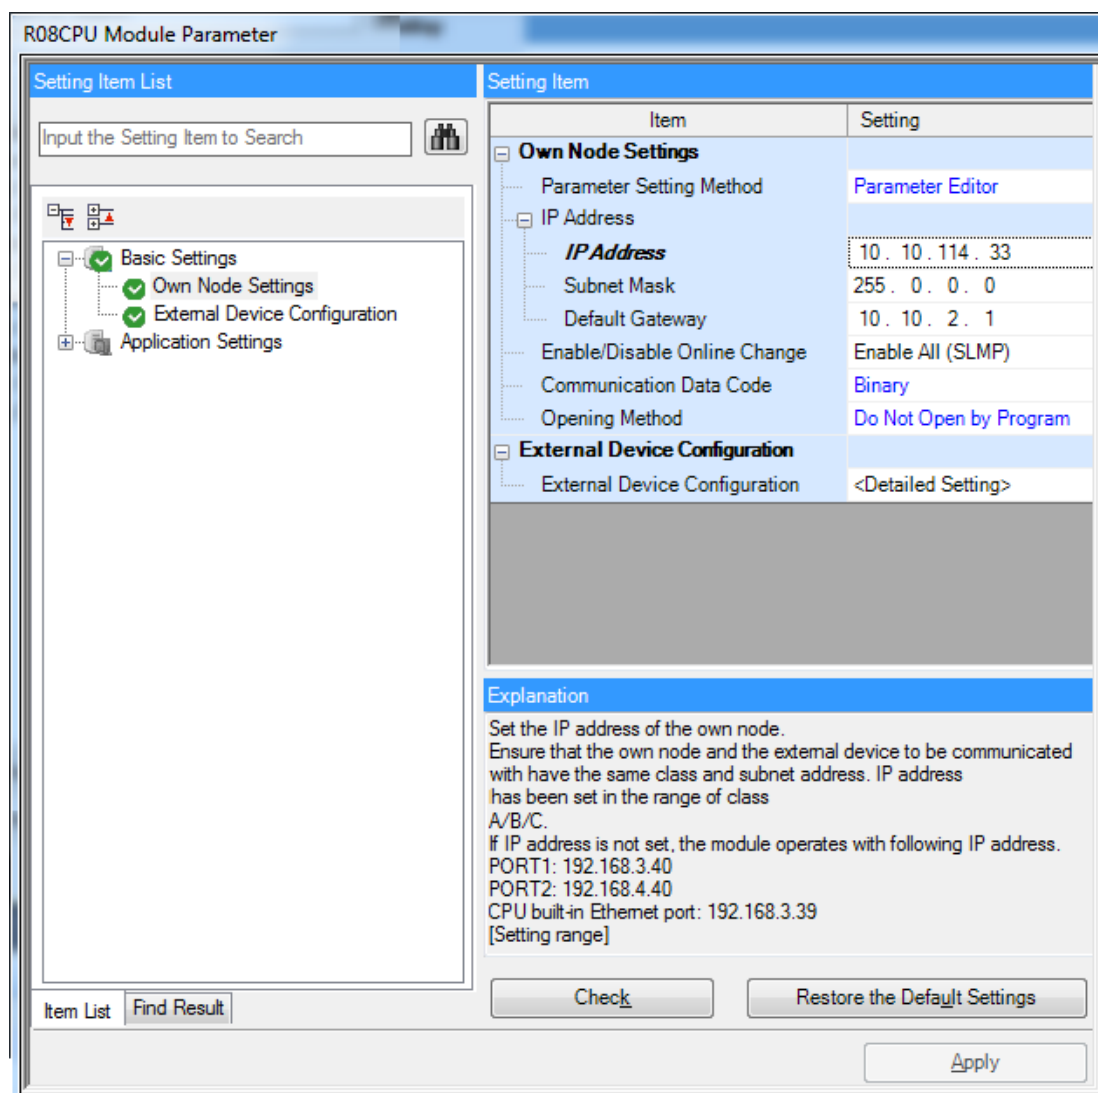 R08CPU Module Parameter
Setting Item List
Input the Setting Item to Search
Basic Settings
Own Node Settings
External Device Configuration
Application Settings
Item List Find Result
Setting Item
Item Setting
Own Node Settings
Parameter Setting Method Parameter Editor
IP Address
IP Address 10 . 10 . 114 . 33
Subnet Mask 255 . 0 . 0 . 0
Default Gateway 10 . 10 . 2 . 1
Enable/Disable Online Change Enable All (SLMP)
Communication Data Code Binary
Opening Method Do Not Open by Program
External Device Configuration
External Device Configuration <Detailed Setting>
Explanation
Set the IP address of the own node.
Ensure that the own node and the external device to be communicated
with have the same class and subnet address. IP address
has been set in the range of class
A/B/C.
If IP address is not set, the module operates with following IP address.
PORT1: 192.168.3.40
PORT2: 192.168.4.40
CPU built-in Ethernet port: 192.168.3.39
[Setting range]
Check Restore the Default Settings
Apply